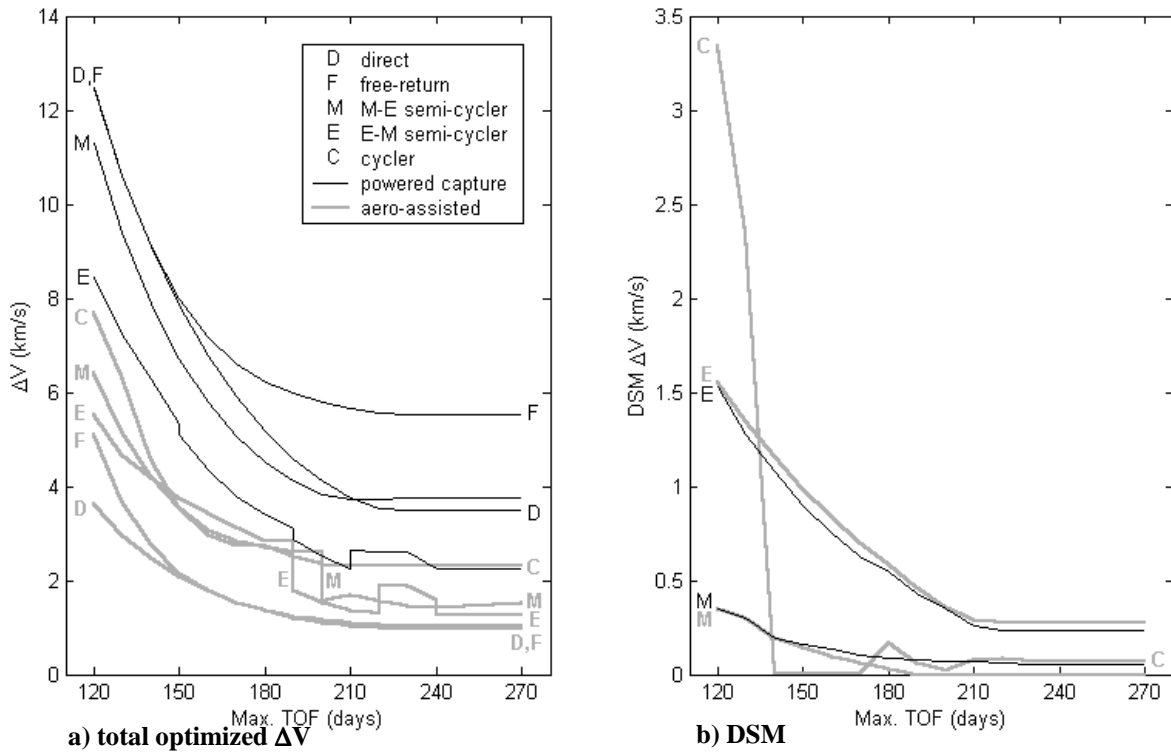 14
12
10
8
6
4
2
0
ΔV (km/s)
D,F
M
E
C
M
E
F
D
D direct
F free-return
M M-E semi-cycler
E E-M semi-cycler
C cycler
powered capture
aero-assisted
F
D
C
E
M
M
E
D,F
120 150 180 210 240 270
Max. TOF (days)
a) total optimized ΔV
3.5
3
2.5
2
1.5
1
0.5
0
DSM ΔV (km/s)
C
E
E
M
M
C
120 150 180 210 240 270
Max. TOF (days)
b) DSM